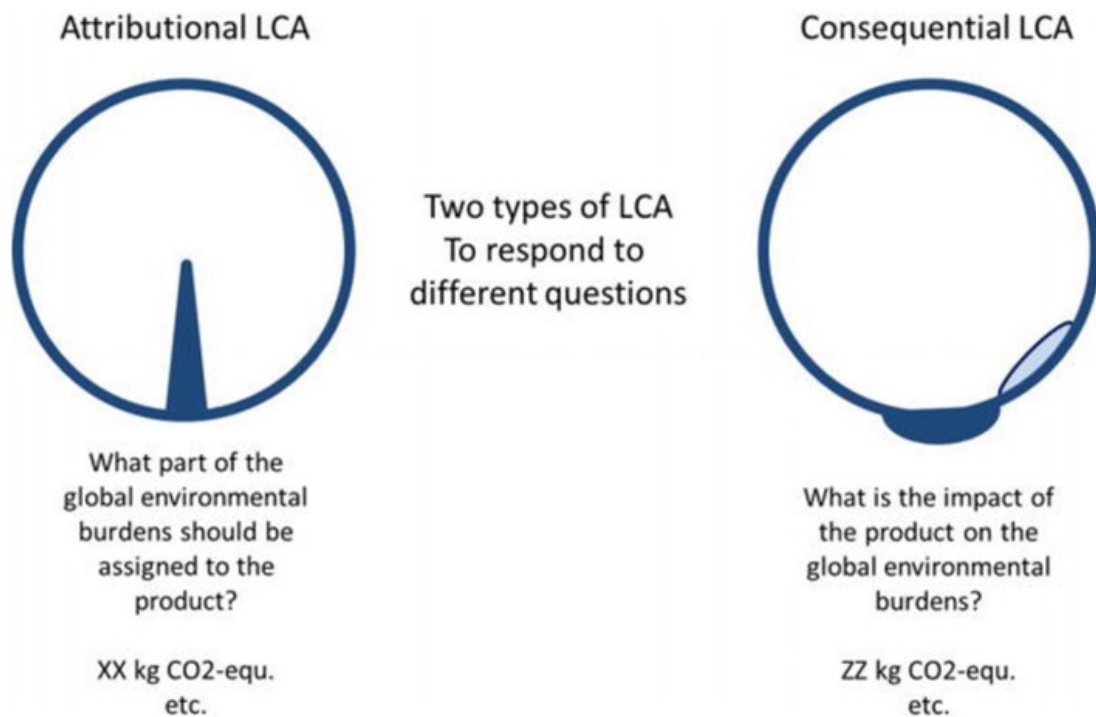 Attributional LCA
Consequential LCA
Two types of LCA
To respond to
different questions
What part of the
global environmental
burdens should be
assigned to the
product?
XX kg CO2-equ.
etc.
What is the impact of
the product on the
global environmental
burdens?
ZZ kg CO2-equ.
etc.